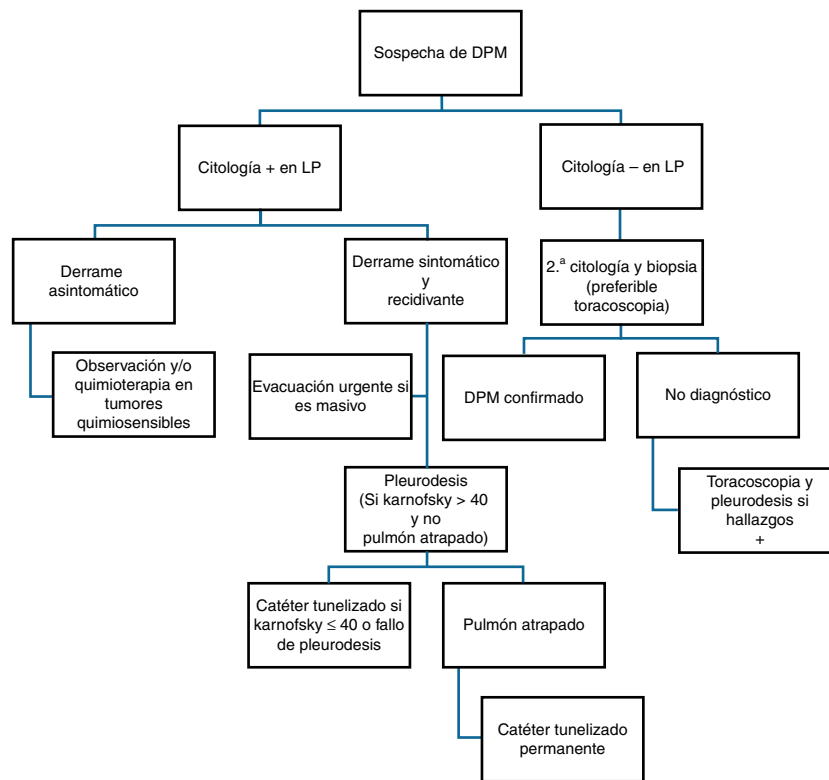 Sospecha de DPM
Citología + en LP
Citología – en LP
Derrame
asintomático
Derrame sintomático
y
recidivante
2.ª citología y biopsia
(preferible
toracoscopia)
Observación y/o
quimioterapia en
tumores
quimiosensibles
Evacuación urgente si
es masivo
DPM confirmado
No diagnóstico
Pleurodesis
(Si karnofsky > 40
y no
pulmón atrapado)
Toracoscopia y
pleurodesis si
hallazgos
+
Catéter tunelizado si
karnofsky ≤ 40 o fallo
de pleurodesis
Pulmón atrapado
Catéter tunelizado
permanente